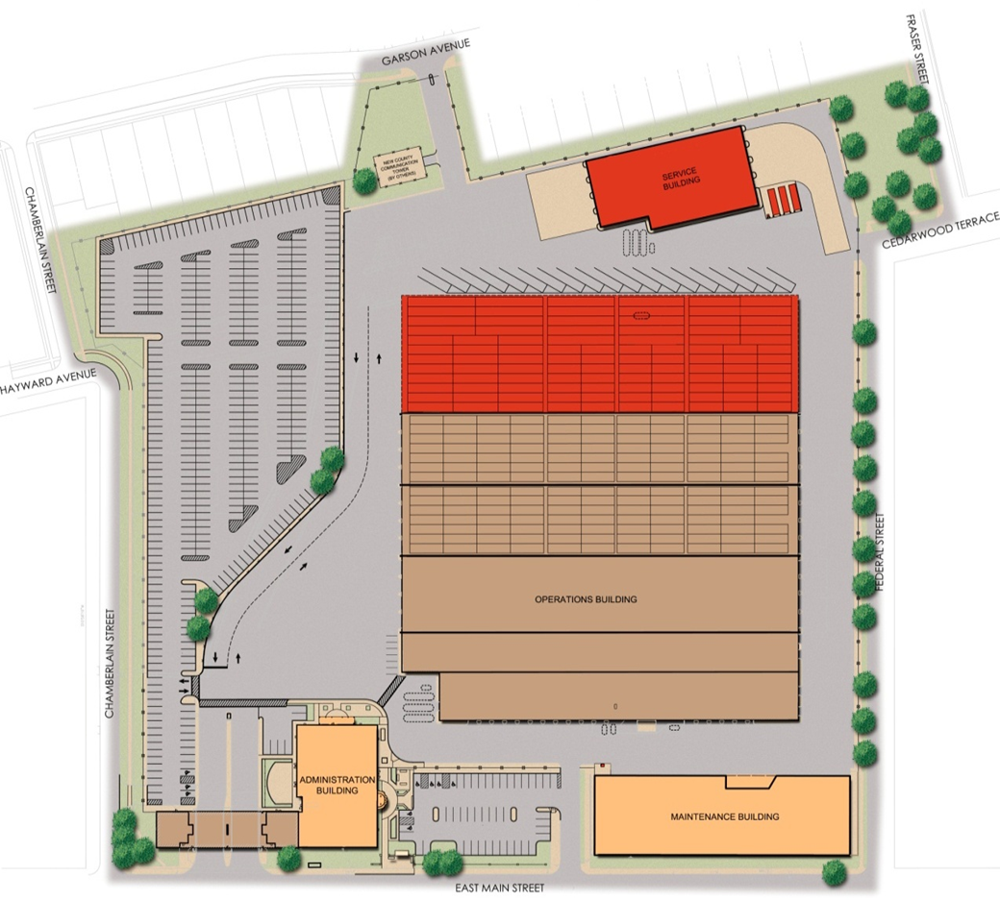 GARSON AVENUE
FRASER STREET
NEW COUNTY
COMMUNICATION
TOWER
(BY OTHERS)
SERVICE
BUILDING
CHAMBERLAIN STREET
CEDARWOOD TERRACE
HAYWARD AVENUE
FEDERAL STREET
OPERATIONS BUILDING
CHAMBERLAIN STREET
ADMINISTRATION
BUILDING
MAINTENANCE BUILDING
EAST MAIN STREET